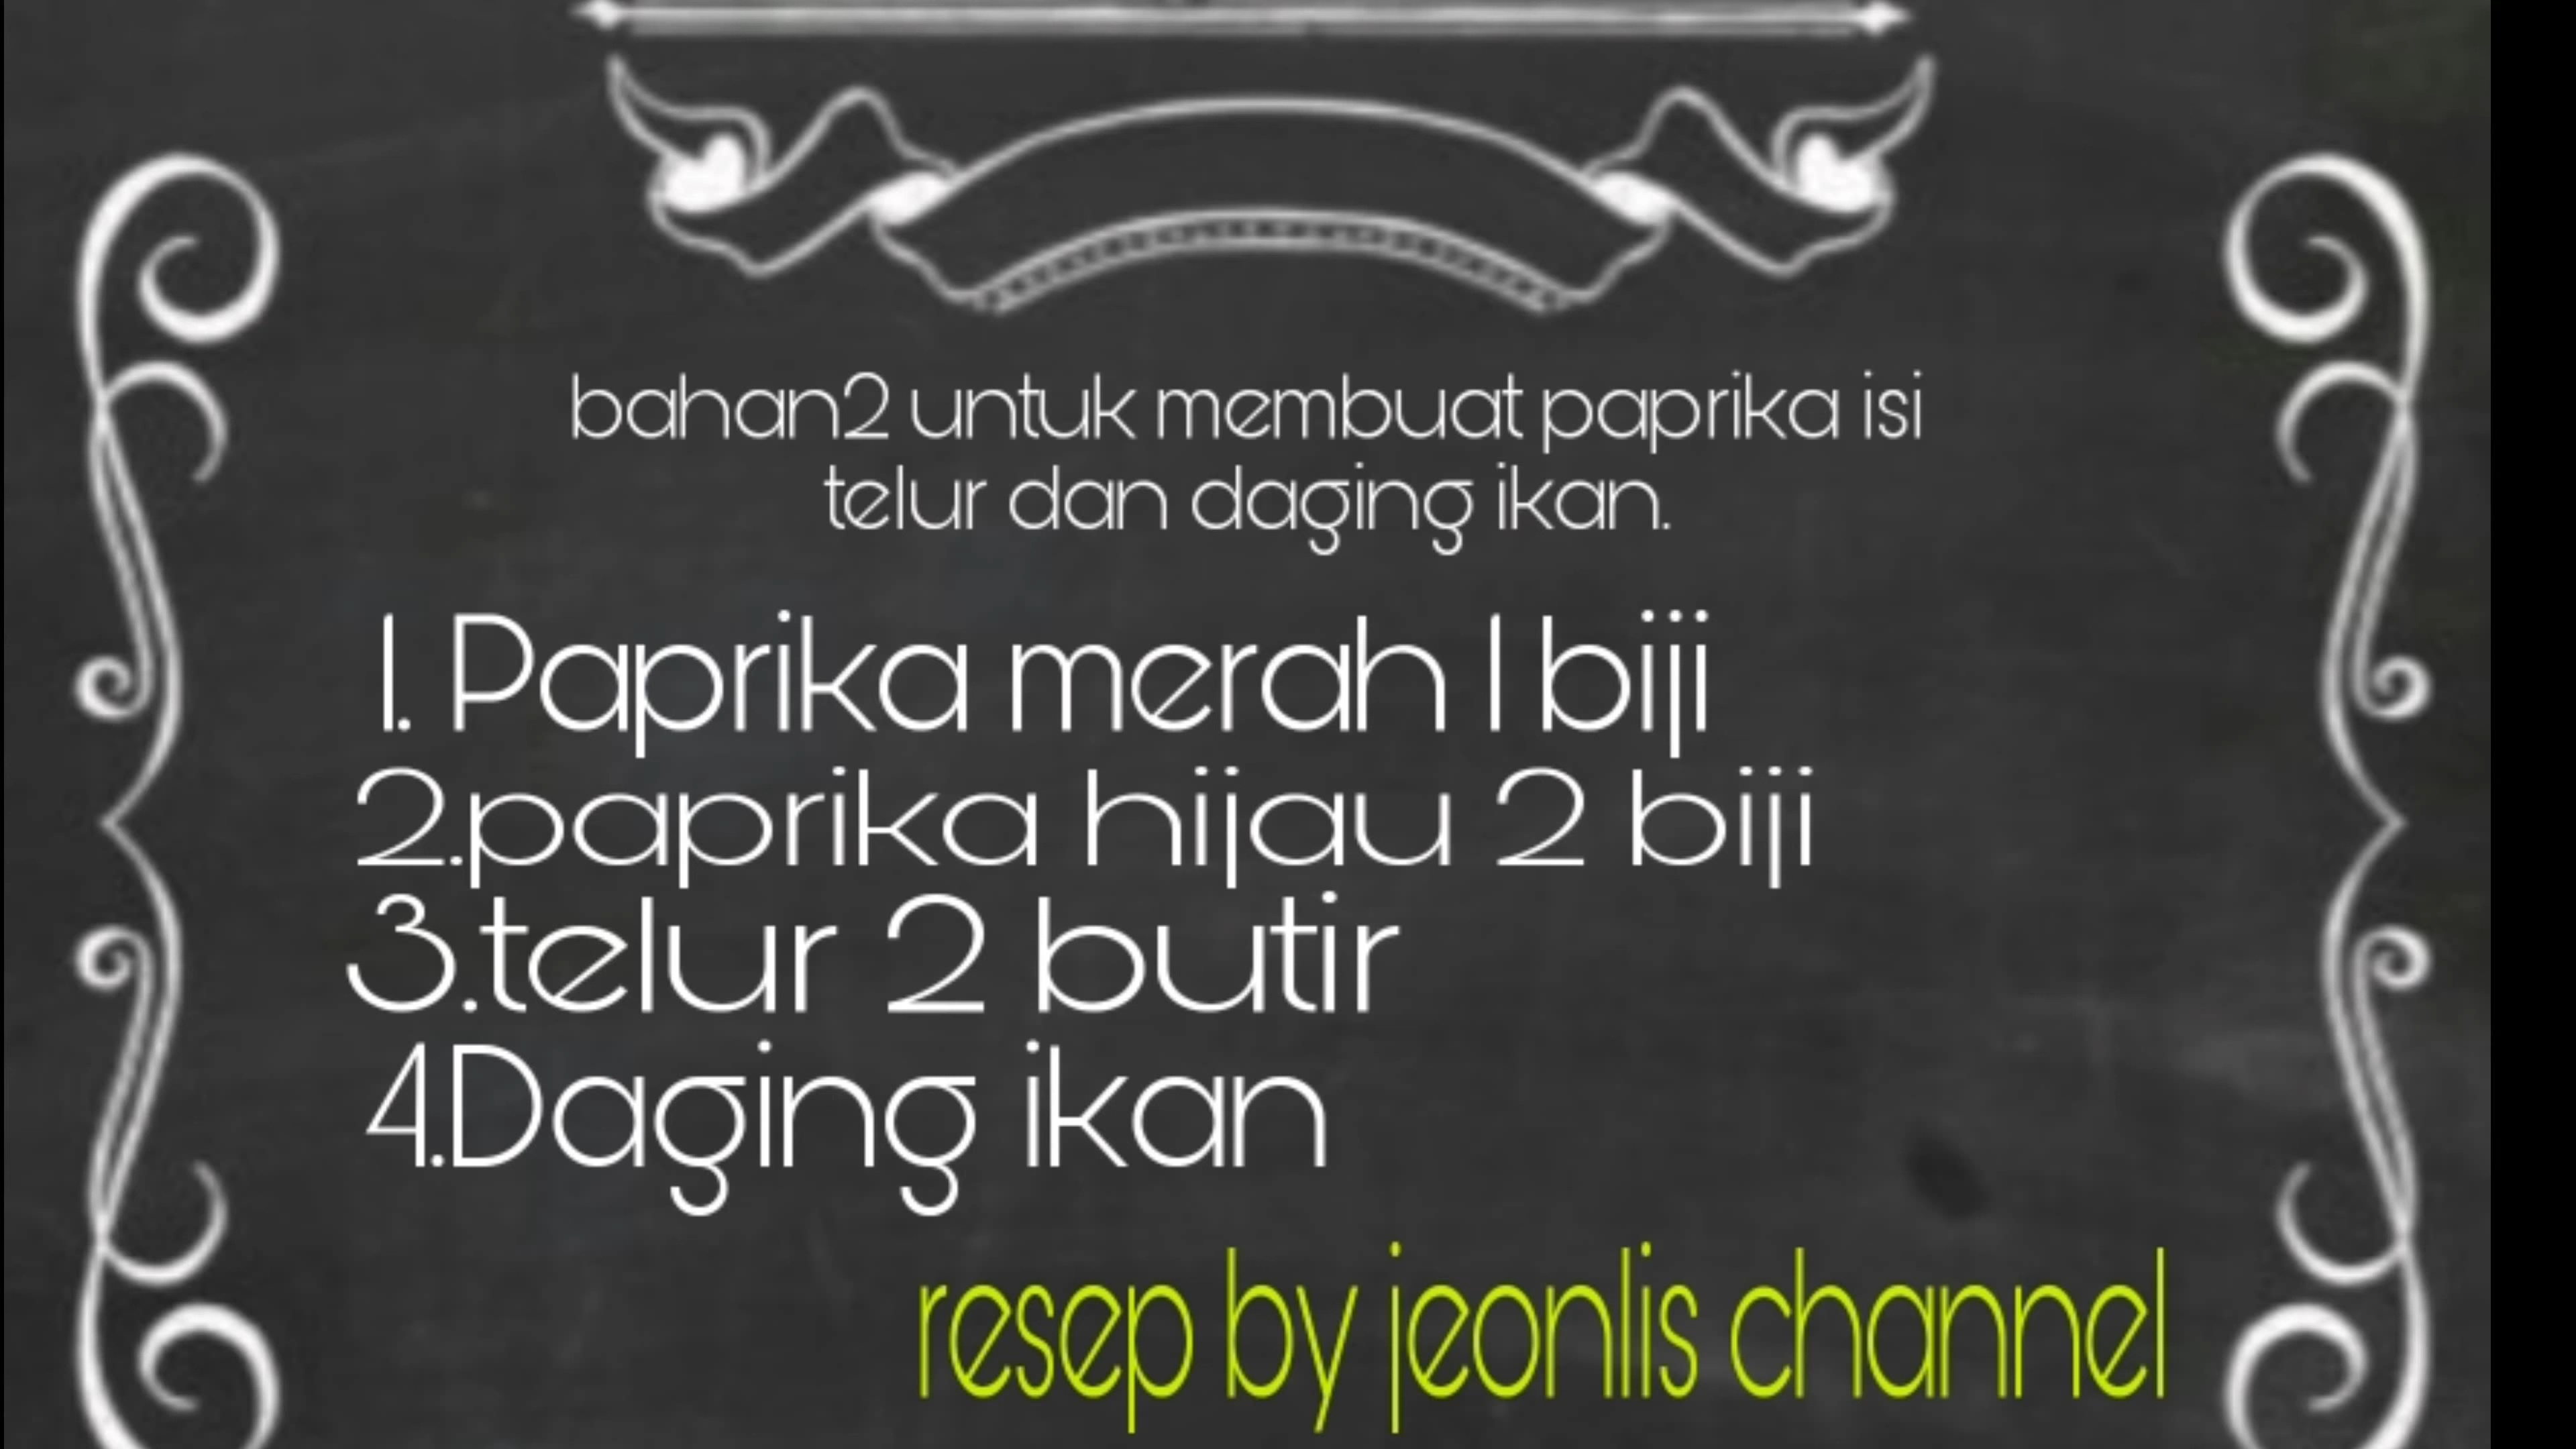 bahan2 untuk membuat paprika isi
telur dan daging ikan.
1. Paprika merah 1 biji
2.paprika hijau 2 biji
3.telur 2 butir
4.Daging ikan
resep by jeonlis channel